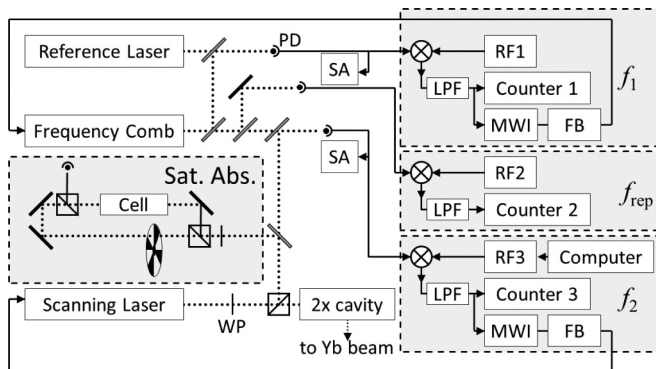 Reference Laser
PD
SA
RF1
LPF
Counter 1
f1
MWI
FB
Frequency Comb
SA
RF2
LPF
Counter 2
frep
Sat. Abs.
Cell
RF3
Computer
LPF
Counter 3
f2
MWI
FB
Scanning Laser
WP
2x cavity
to Yb beam